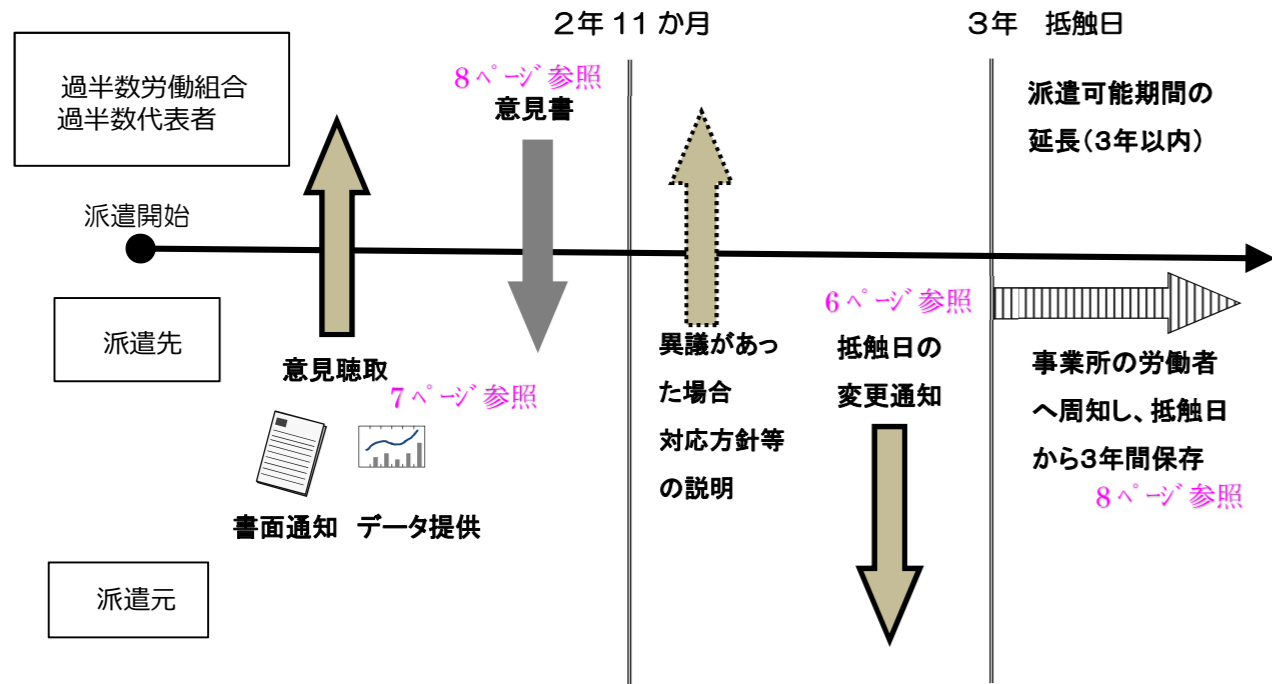 2年11か月
3年　抵触日
過半数労働組合
過半数代表者
8ページ参照
意見書
派遣可能期間の
延長(3年以内)
派遣開始
派遣先
意見聴取
7ページ参照
書面通知　データ提供
異議があっ
た場合
対応方針等
の説明
6ページ参照
抵触日の
変更通知
事業所の労働者
へ周知し、抵触日
から3年間保存
8ページ参照
派遣元